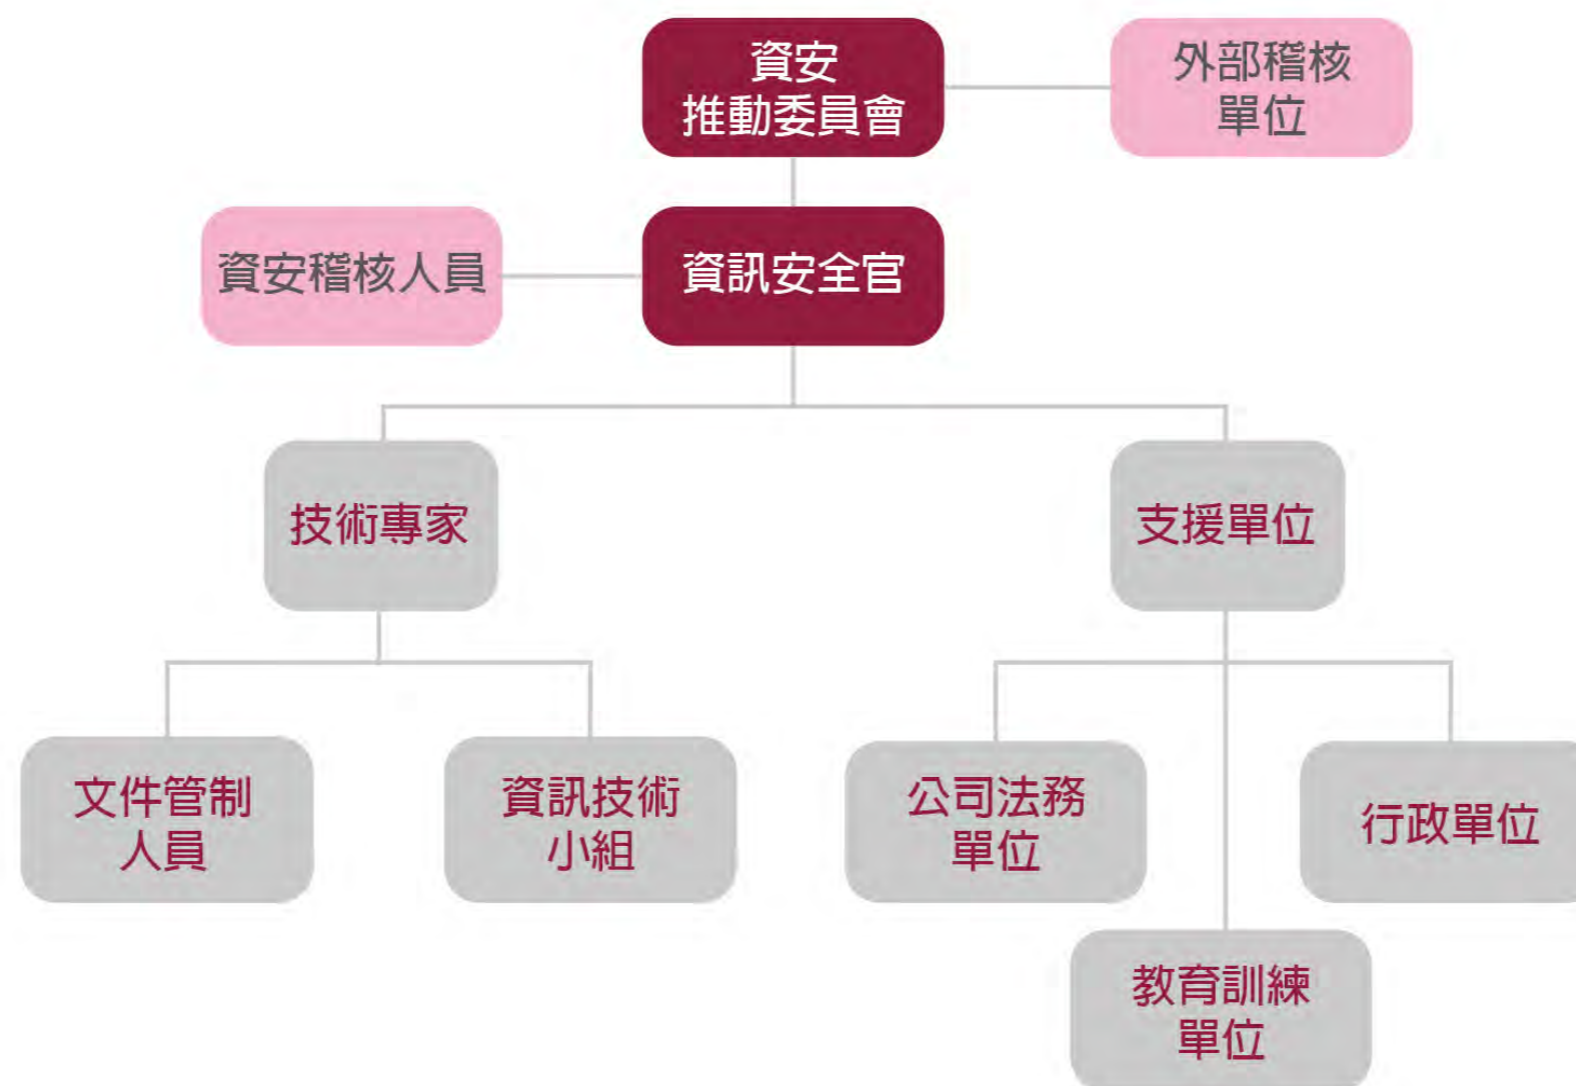 資安
推動委員會
外部稽核
單位
資安稽核人員
資訊安全官
技術專家
支援單位
文件管制
人員
資訊技術
小組
公司法務
單位
行政單位
教育訓練
單位